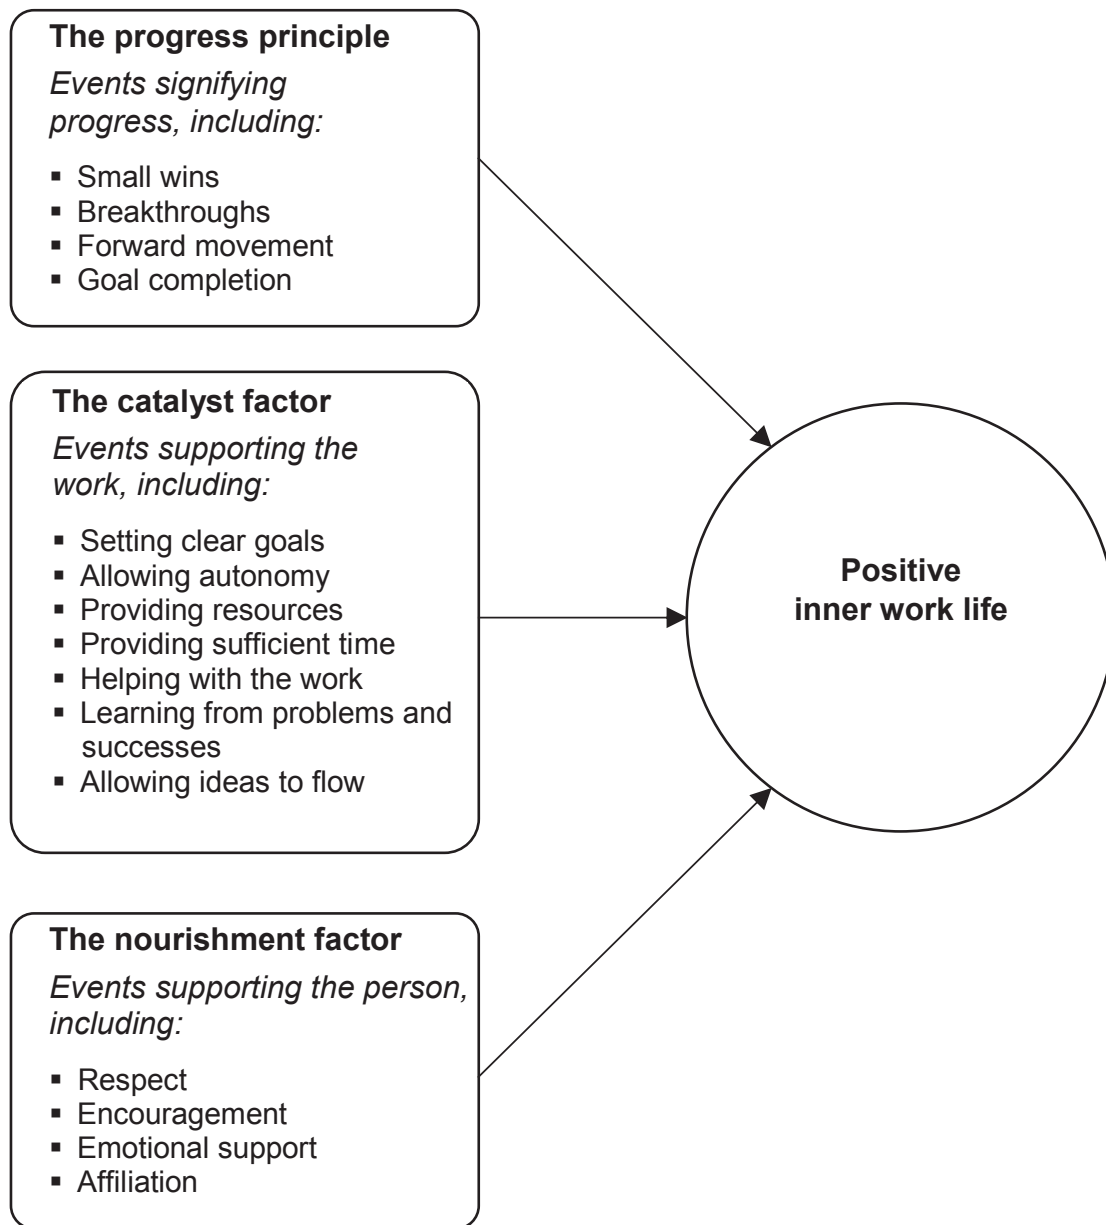 The progress principle
Events signifying
progress, including:
▪ Small wins
▪ Breakthroughs
▪ Forward movement
▪ Goal completion
The catalyst factor
Events supporting the
work, including:
▪ Setting clear goals
▪ Allowing autonomy
▪ Providing resources
▪ Providing sufficient time
▪ Helping with the work
▪ Learning from problems and
successes
▪ Allowing ideas to flow
The nourishment factor
Events supporting the person,
including:
▪ Respect
▪ Encouragement
▪ Emotional support
▪ Affiliation
Positive
inner work life